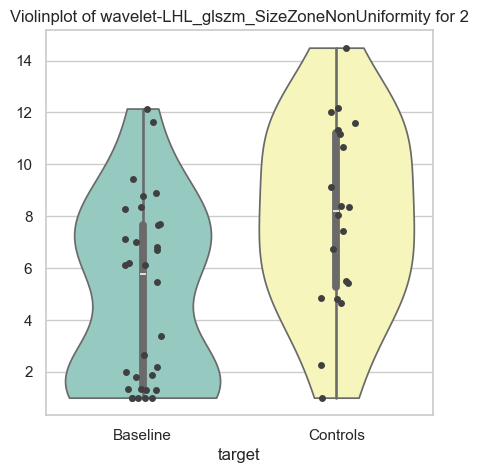 Violinplot of wavelet-LHL_glszm_SizeZoneNonUniformity for 2
14
12
10
8
6
4
2
Baseline Controls
target